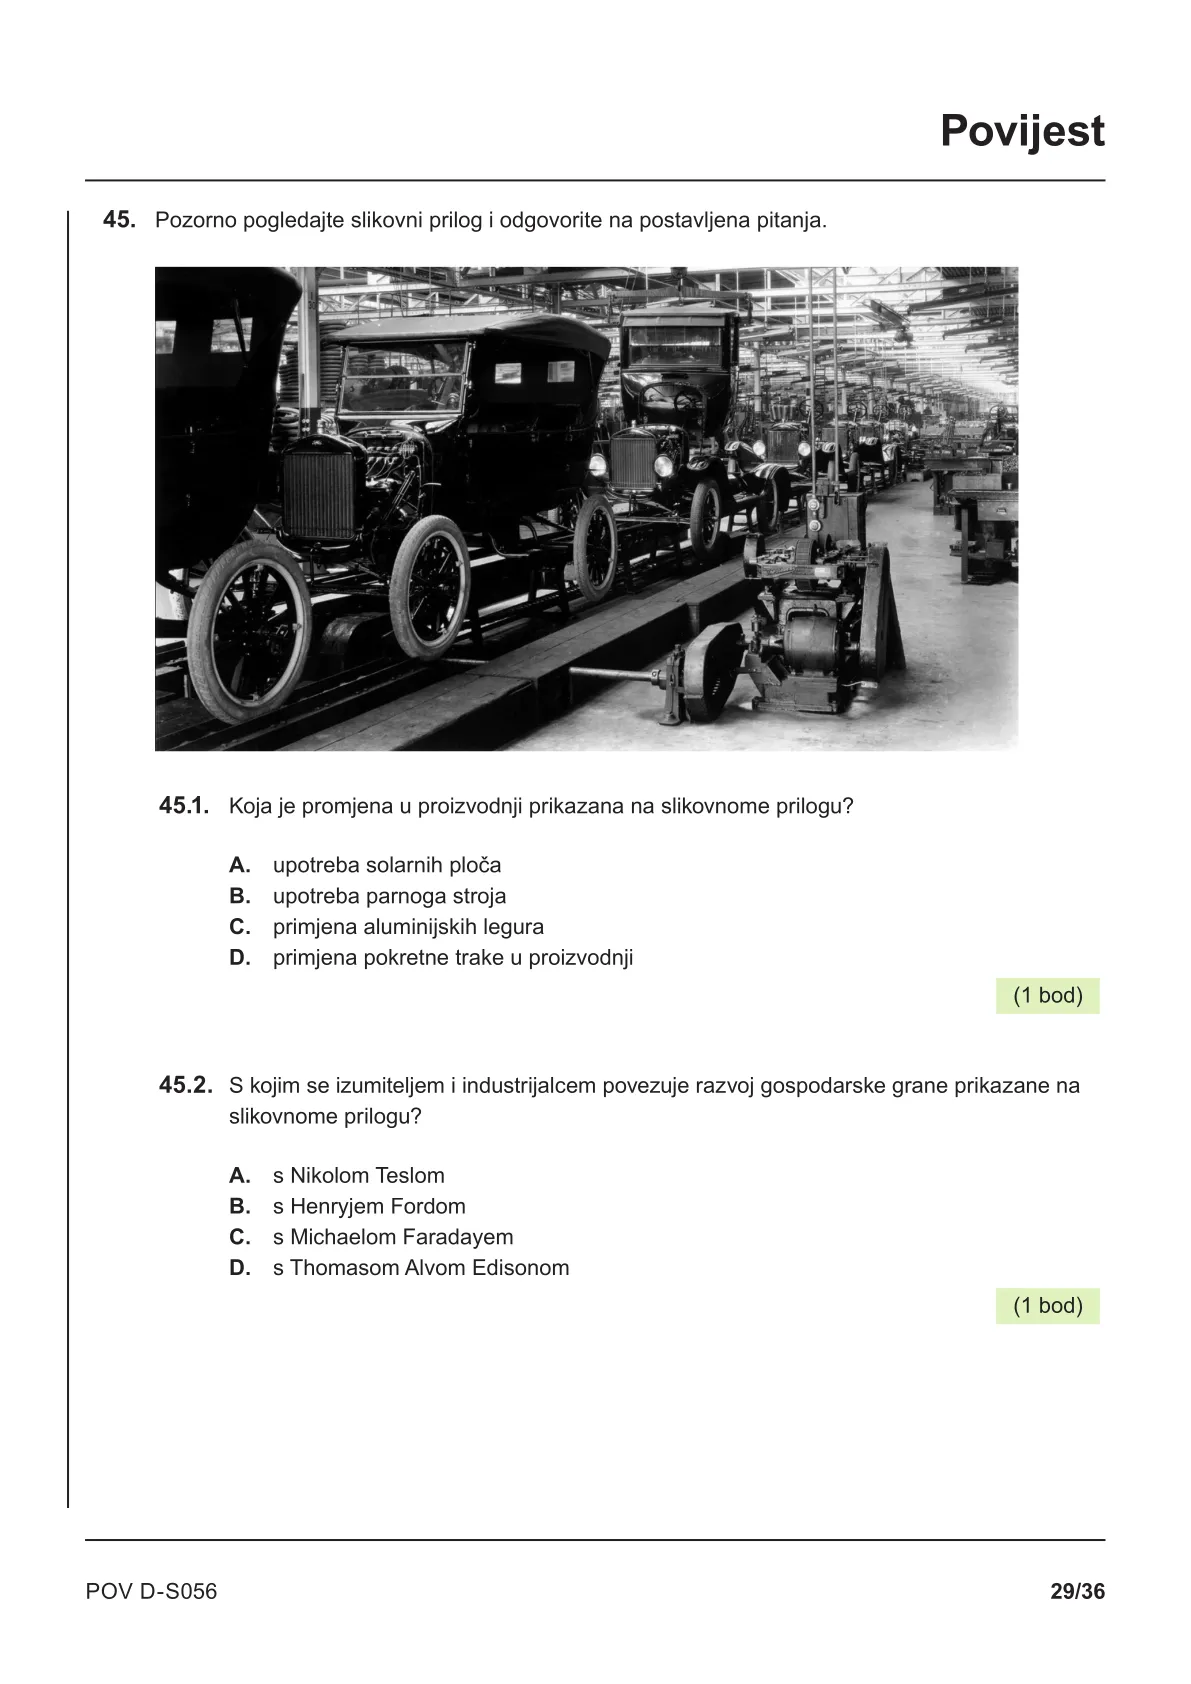 Povijest
45. Pozorno pogledajte slikovni prilog i odgovorite na postavljena pitanja.
45.1. Koja je promjena u proizvodnji prikazana na slikovnome prilogu?
A. upotreba solarnih ploča
B. upotreba parnoga stroja
C. primjena aluminijskih legura
D. primjena pokretne trake u proizvodnji
(1 bod)
45.2. S kojim se izumiteljem i industrijalcem povezuje razvoj gospodarske grane prikazane na
slikovnome prilogu?
A. s Nikolom Teslom
B. s Henryjem Fordom
C. s Michaelom Faradayem
D. s Thomasom Alvom Edisonom
(1 bod)
POV D-S056
29/36